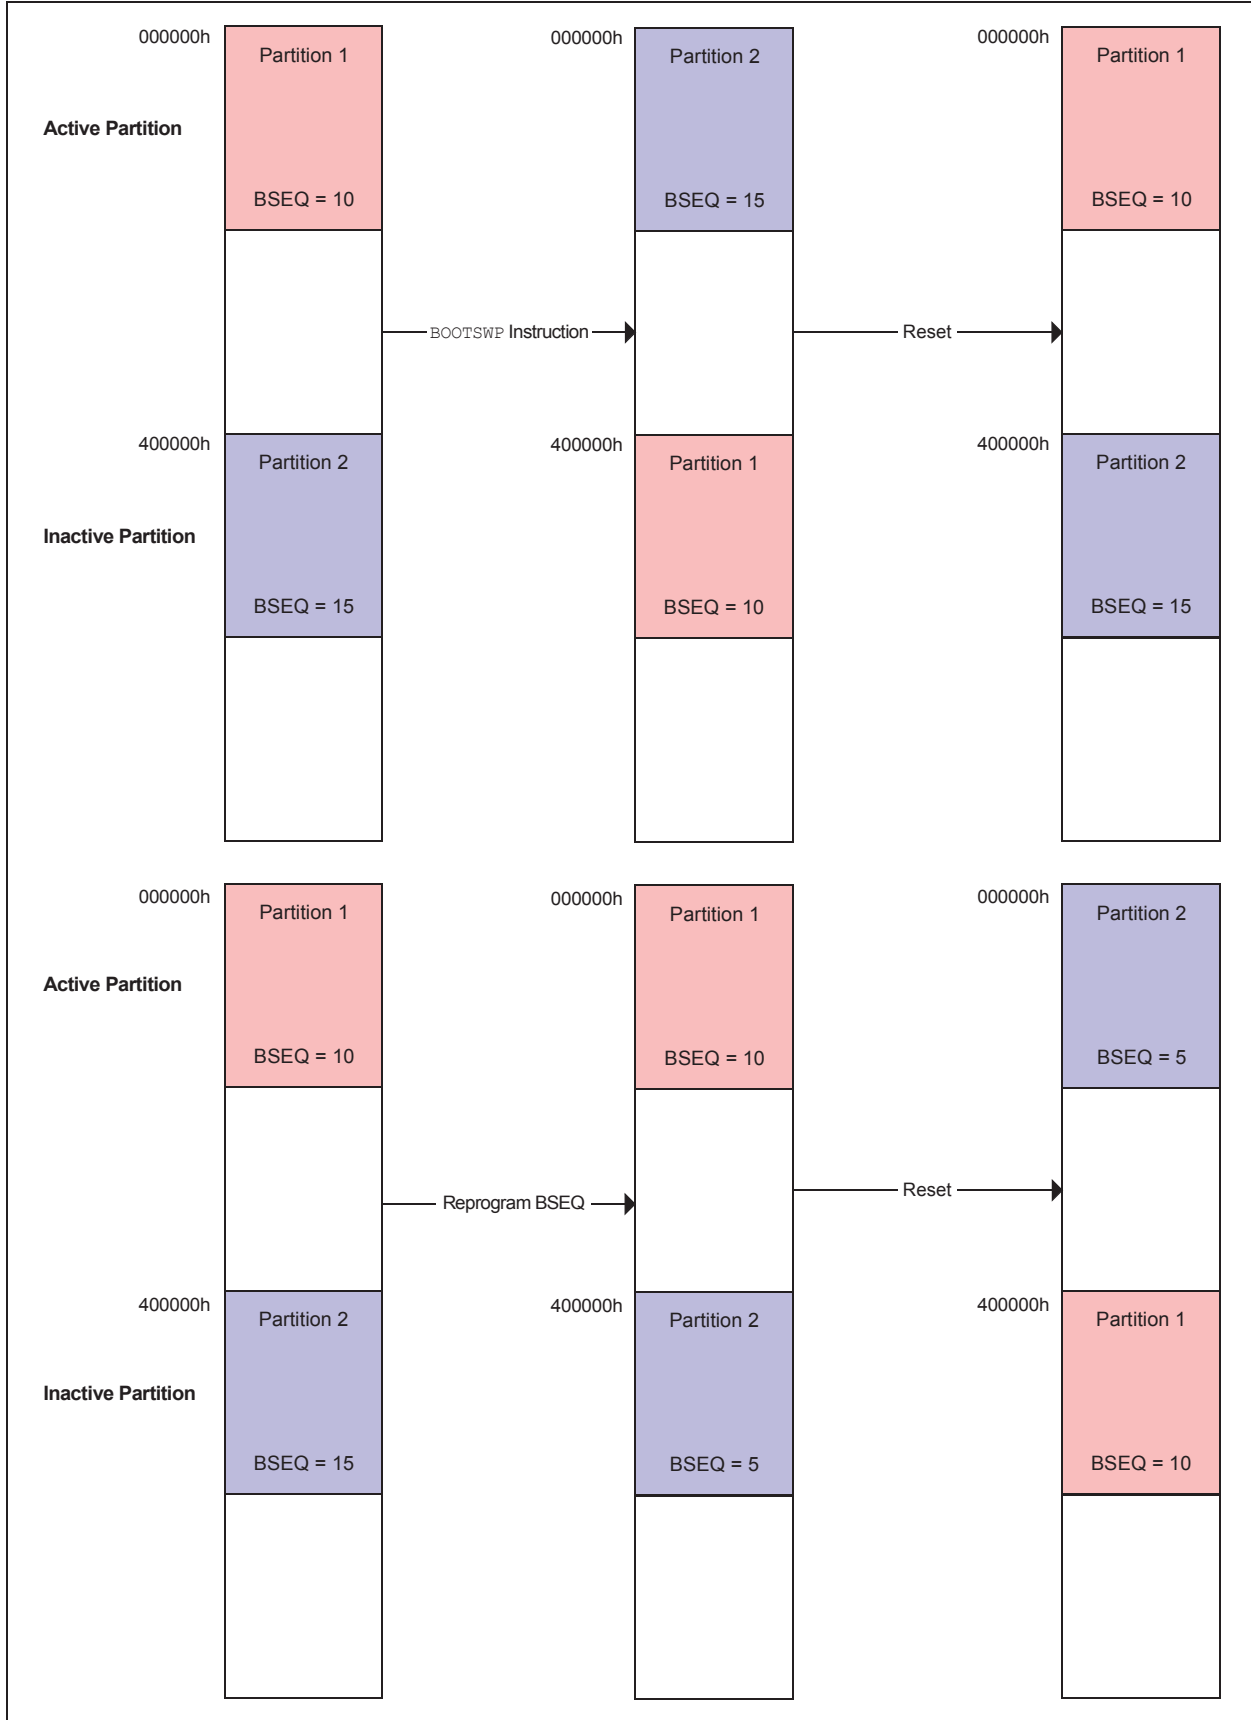 000000h
000000h
000000h
Partition 1
Partition 2
Partition 1
Active Partition
BSEQ = 10
BSEQ = 15
BSEQ = 10
BOOTSWP Instruction
Reset
400000h
400000h
400000h
Partition 2
Partition 1
Partition 2
Inactive Partition
BSEQ = 15
BSEQ = 10
BSEQ = 15
000000h
000000h
000000h
Partition 1
Partition 1
Partition 2
Active Partition
BSEQ = 10
BSEQ = 10
BSEQ = 5
Reprogram BSEQ
Reset
400000h
400000h
400000h
Partition 2
Partition 2
Partition 1
Inactive Partition
BSEQ = 15
BSEQ = 5
BSEQ = 10